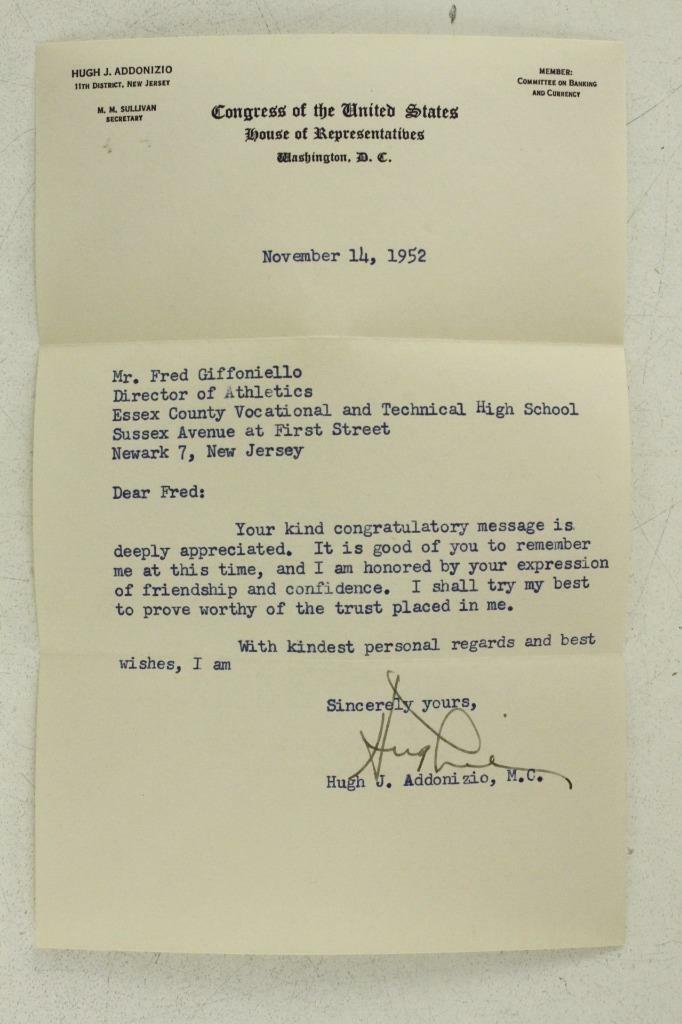 HUGH J. ADDONIZIO
11TH DISTRICT, NEW JERSEY
M. M. SULLIVAN
SECRETARY
MEMBER:
COMMITTEE ON BANKING
AND CURRENCY
Congress of the United States
House of Representatives
Washington, D. C.
November 14, 1952
Mr. Fred Giffoniello
Director of Athletics
Essex County Vocational and Technical High School
Sussex Avenue at First Street
Newark 7, New Jersey
Dear Fred:
Your kind congratulatory message is
deeply appreciated. It is good of you to remember
me at this time, and I am honored by your expression
of friendship and confidence. I shall try my best
to prove worthy of the trust placed in me.
With kindest personal regards and best
wishes, I am
Sincerely yours,
Hughie
Hugh J. Addonizio, M.C.